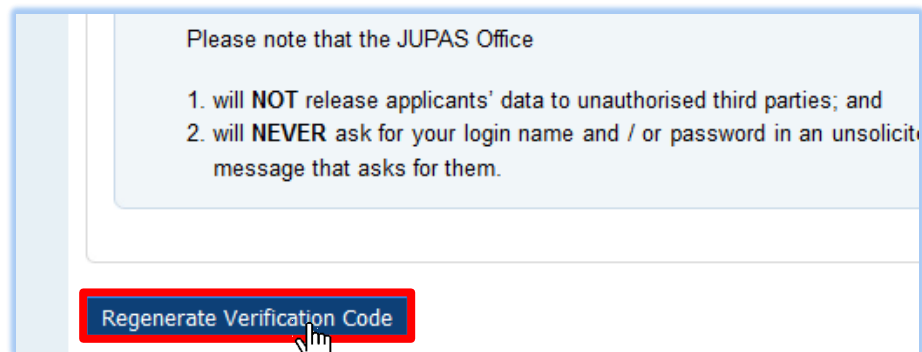 Please note that the JUPAS Office
1. will NOT release applicants' data to unauthorised third parties; and
2. will NEVER ask for your login name and / or password in an
message that asks for them.
Regenerate Verification Code